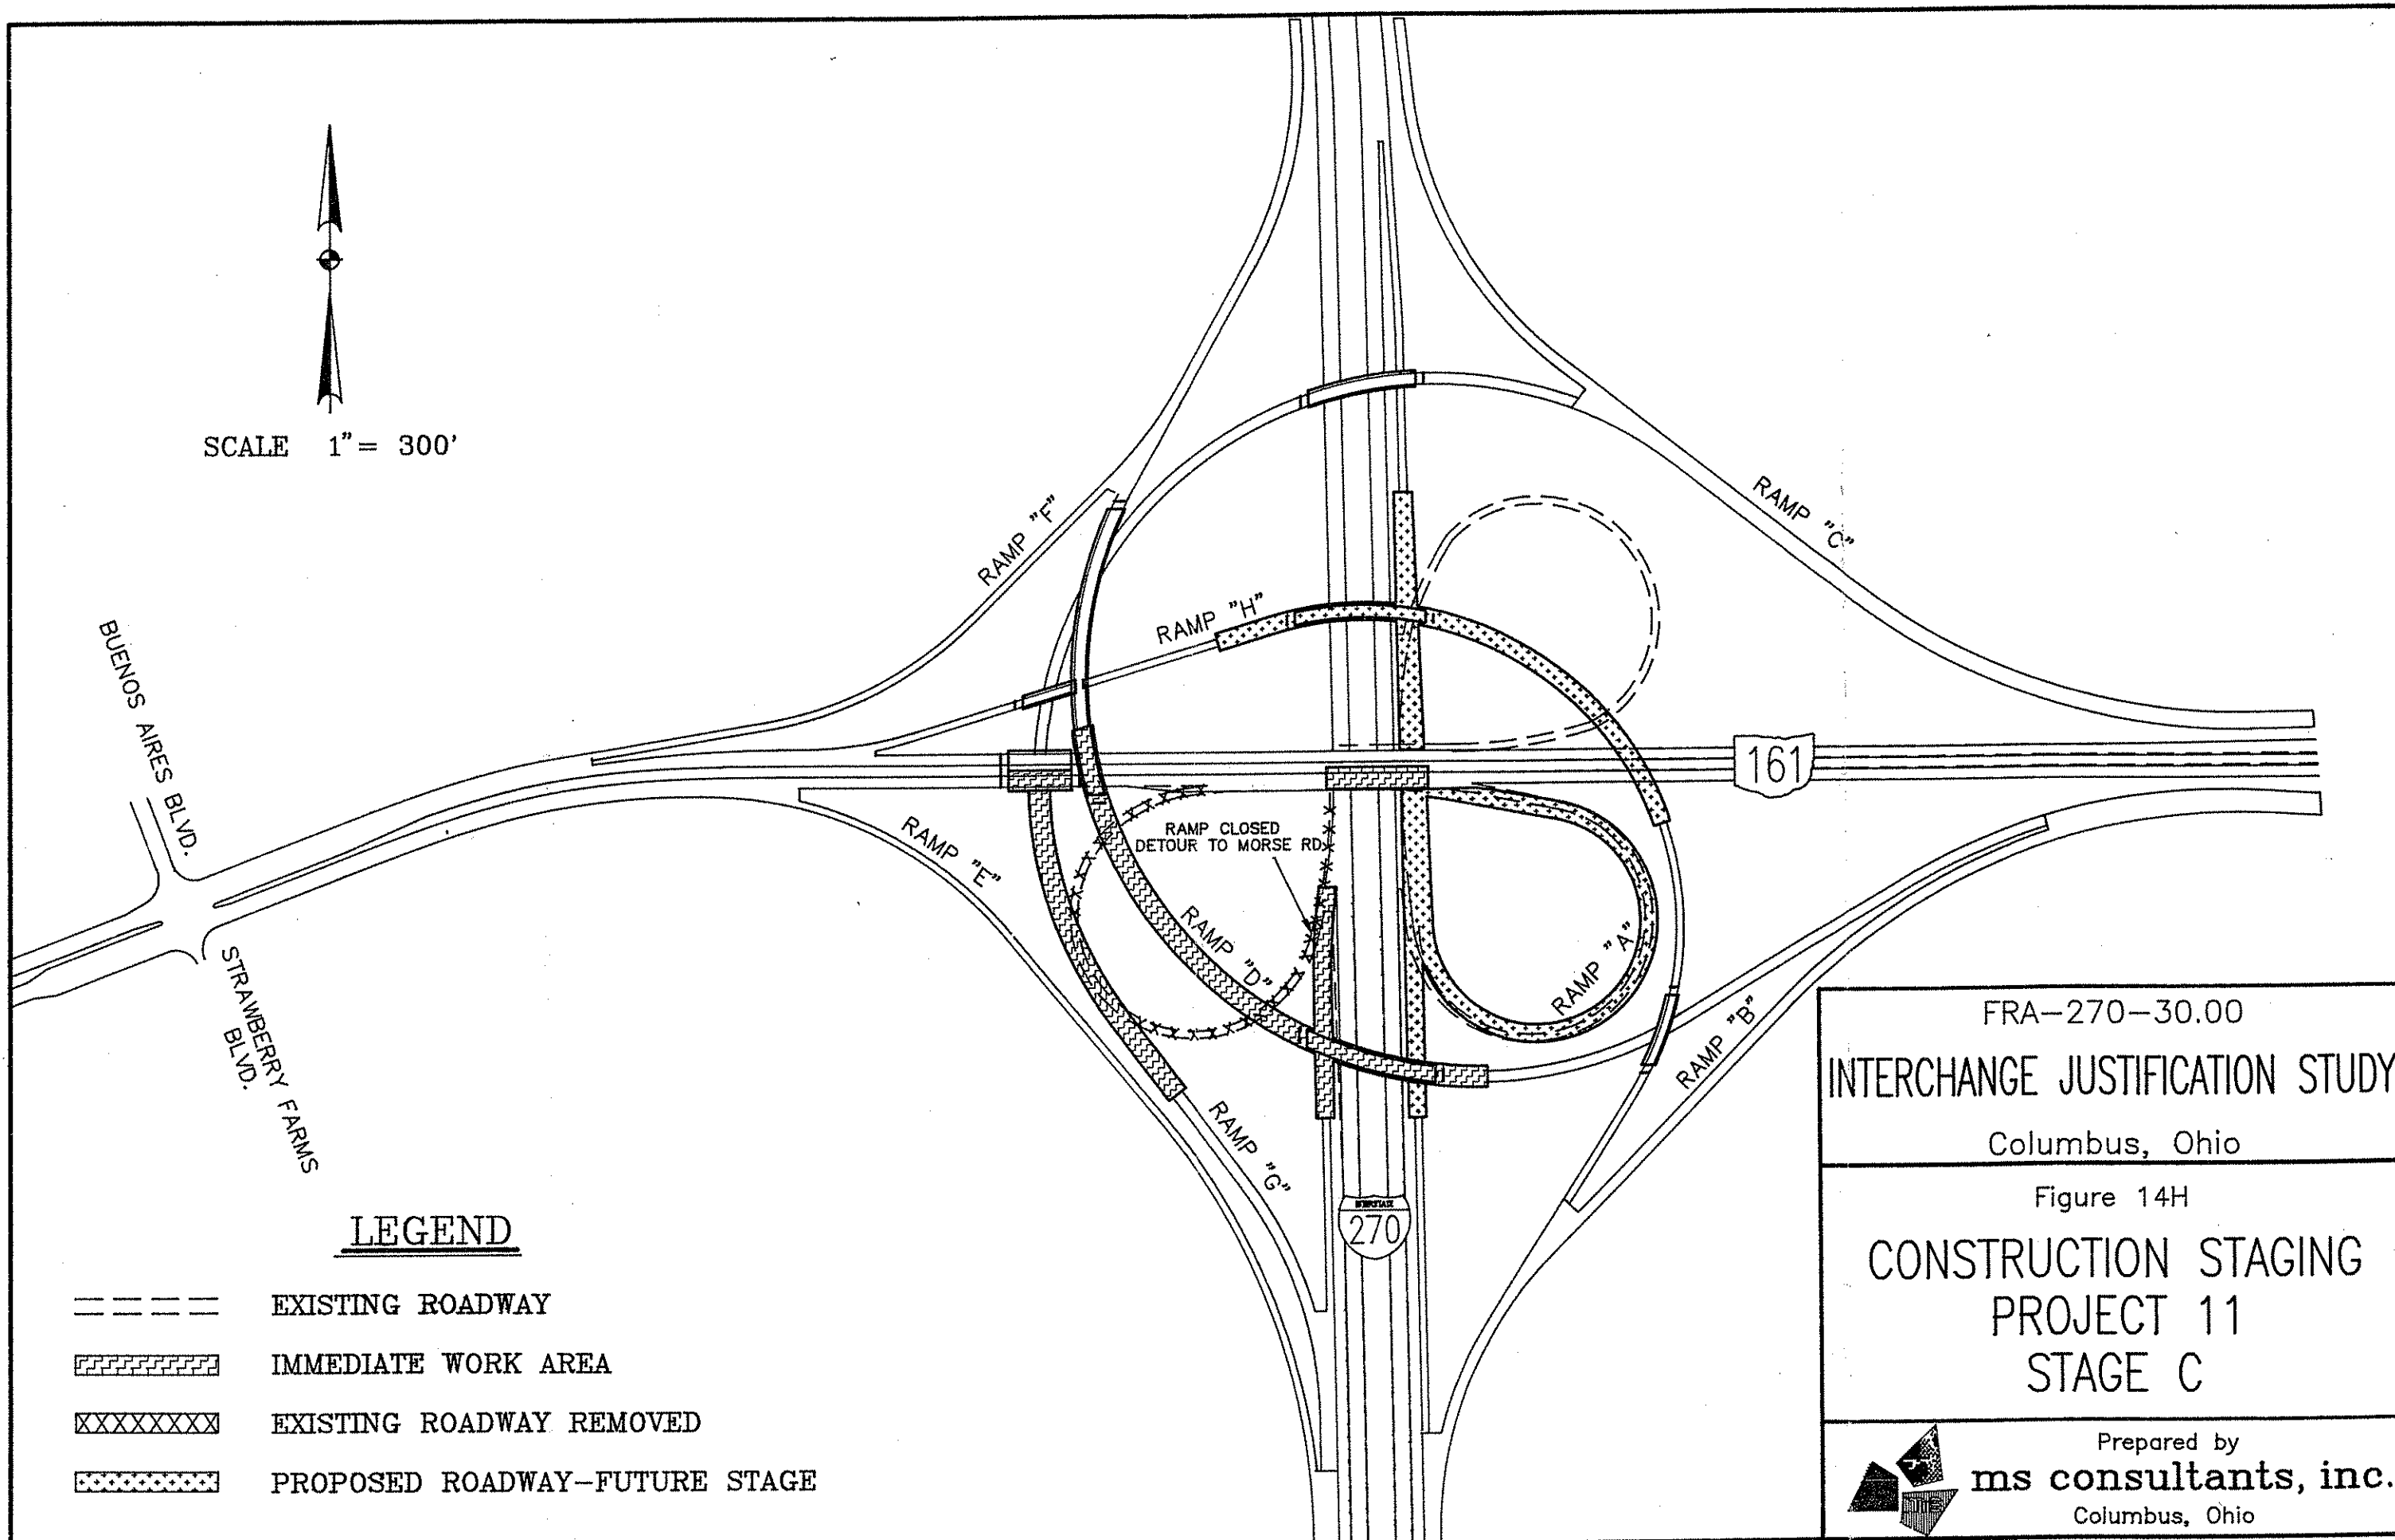 SCALE 1"= 300'
RAMP "F"
RAMP "C"
RAMP "H"
BUENOS AIRES BLVD.
161
RAMP "E"
RAMP CLOSED
DETOUR TO MORSE RD.
RAMP "D"
RAMP "A"
RAMP "B"
STRAWBERRY FARMS
BLVD.
RAMP "G"
INTERSTATE
270
LEGEND
EXISTING ROADWAY
IMMEDIATE WORK AREA
EXISTING ROADWAY REMOVED
PROPOSED ROADWAY-FUTURE STAGE
FRA-270-30.00
INTERCHANGE JUSTIFICATION STUDY
Columbus, Ohio
Figure 14H
CONSTRUCTION STAGING
PROJECT 11
STAGE C
Prepared by
ms consultants, inc.
Columbus, Ohio